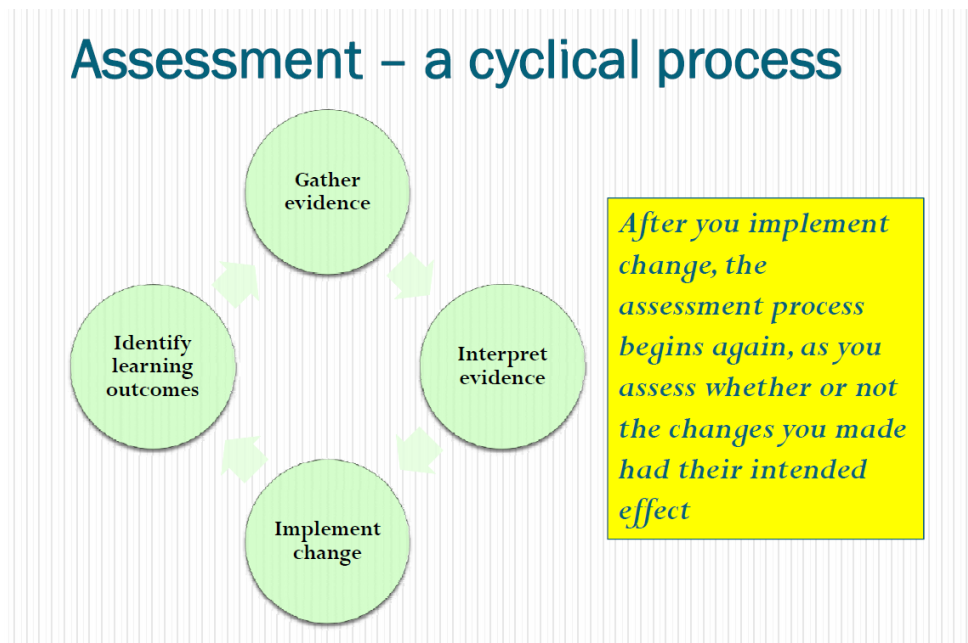 Assessment – a cyclical process
Gather
evidence
Identify
learning
outcomes
Interpret
evidence
Implement
change
After you implement
change, the
assessment process
begins again, as you
assess whether or not
the changes you made
had their intended
effect